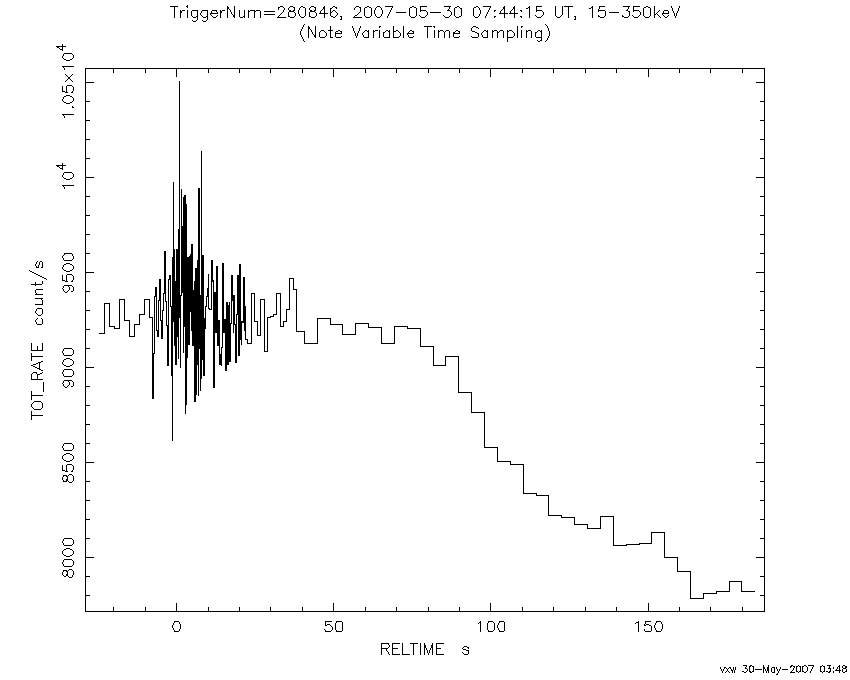 TriggerNum=280846, 2007-05-30 07:44:15 UT, 15-350keV
(Note Variable Time Sampling)
1.05×10⁴
10⁴
9500
9000
8500
8000
TOT_RATE count/s
0 50 100 150
RELTIME s
vxw 30-May-2007 03:48